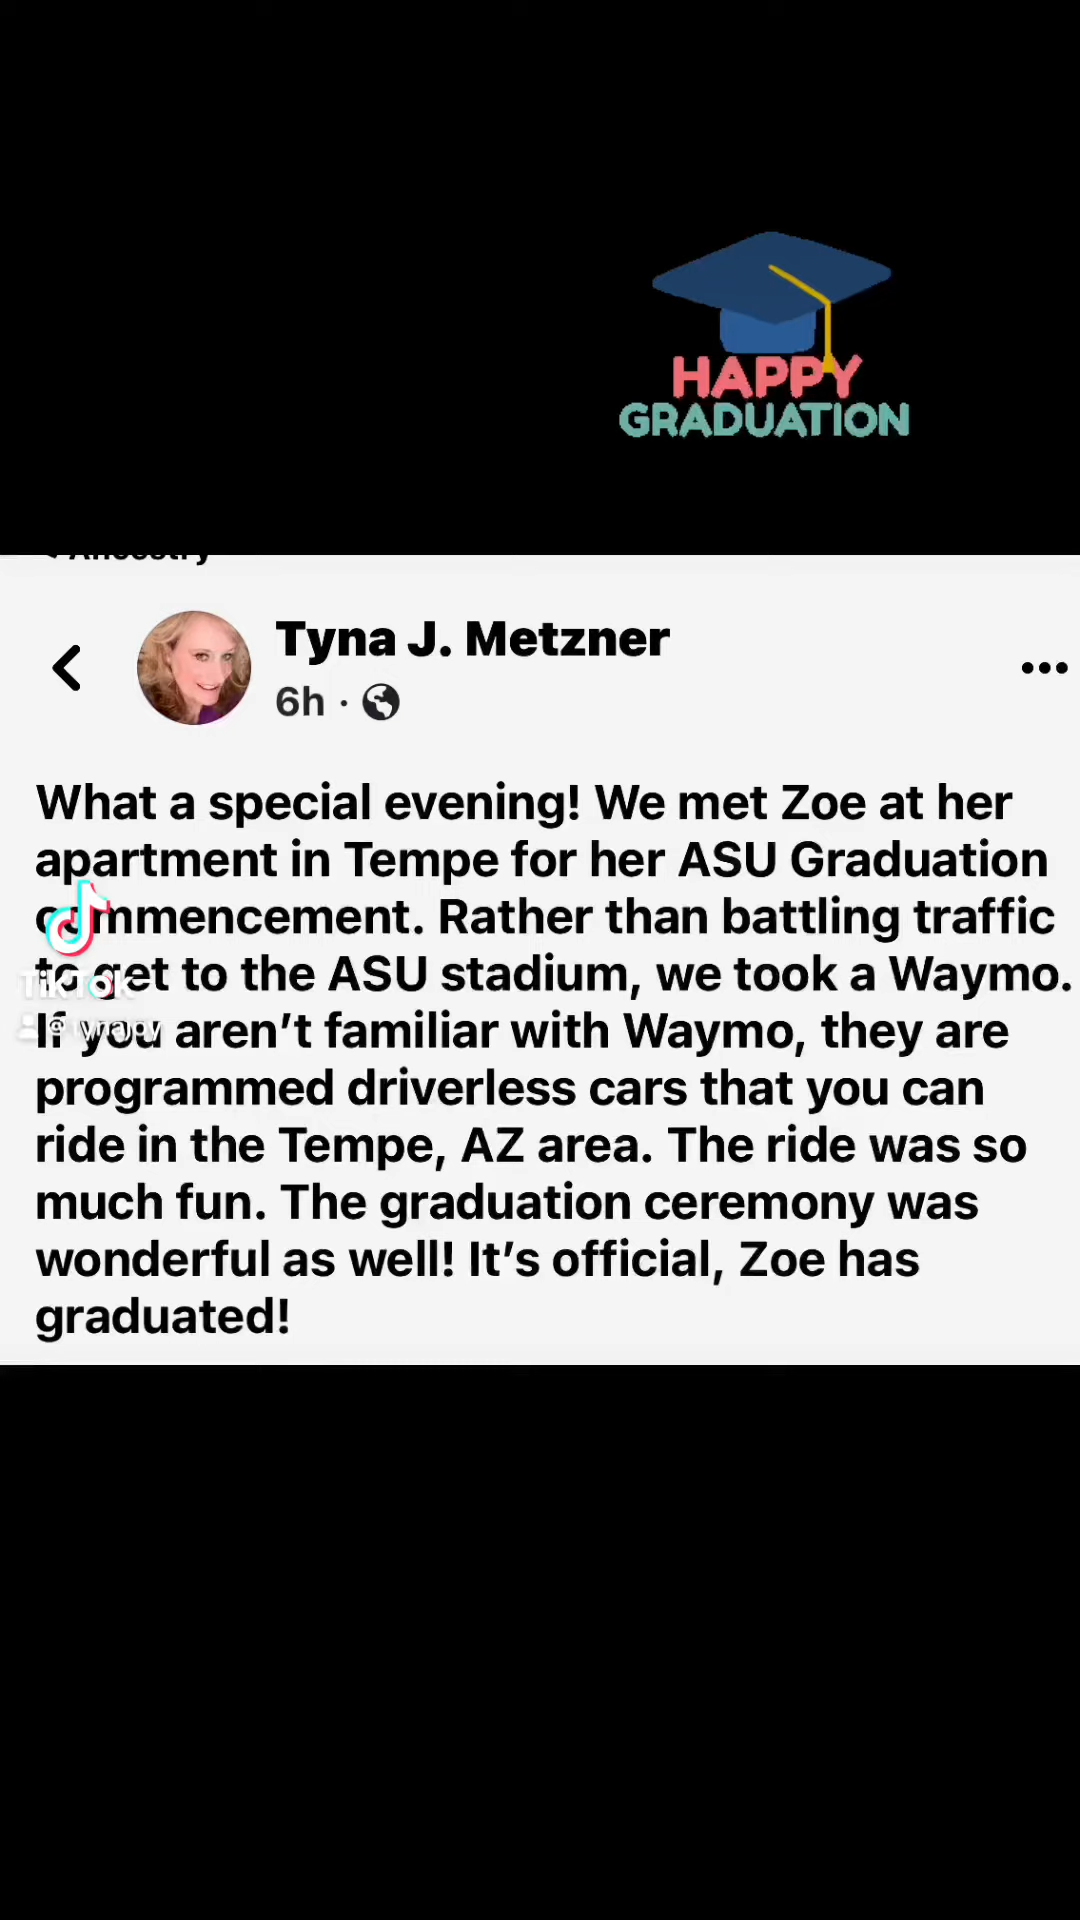 HAPPY
GRADUATION
Ancestry
Tyna J. Metzner
6h ·
What a special evening! We met Zoe at her
apartment in Tempe for her ASU Graduation
commencement. Rather than battling traffic
to get to the ASU stadium, we took a Waymo.
If you aren’t familiar with Waymo, they are
programmed driverless cars that you can
ride in the Tempe, AZ area. The ride was so
much fun. The graduation ceremony was
wonderful as well! It’s official, Zoe has
graduated!
TikTok